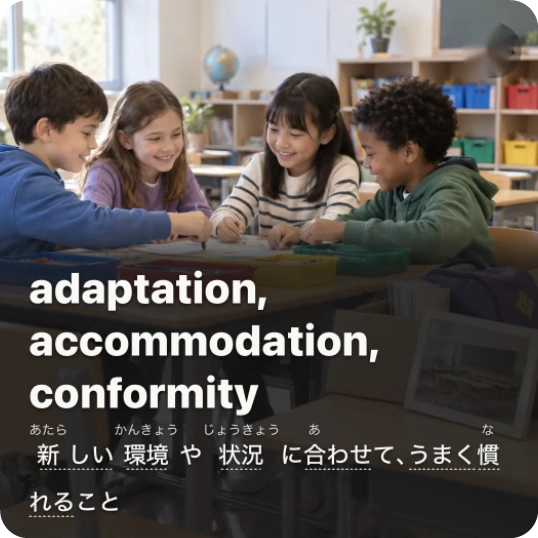 adaptation,
accommodation,
conformity
あたら かんきょう じょうきょう あ な
新しい環境や状況に合わせて、うまく慣
れること